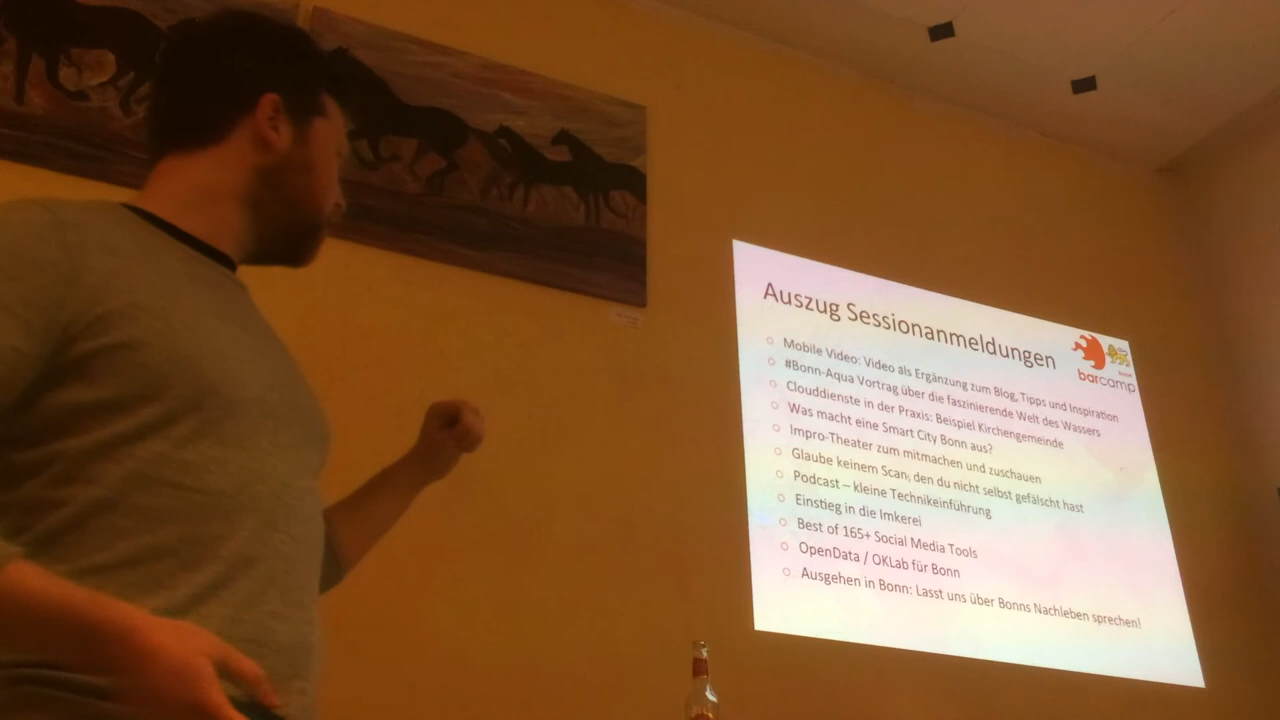 Auszug Sessionanmeldungen
barcamp
Mobile Video: Video als Ergänzung zum Blog, Tipps und Inspiration
#Bonn-Aqua Vortrag über die faszinierende Welt des Wassers
Clouddienste in der Praxis: Beispiel Kirchengemeinde
Was macht eine Smart City Bonn aus?
Impro-Theater zum mitmachen und zuschauen
Glaube keinem Scan, den du nicht selbst gefälscht hast
Podcast – kleine Technikeinführung
Einstieg in die Imkerei
Best of 165+ Social Media Tools
OpenData / OKLab für Bonn
Ausgehen in Bonn: Lasst uns über Bonns Nachleben sprechen!